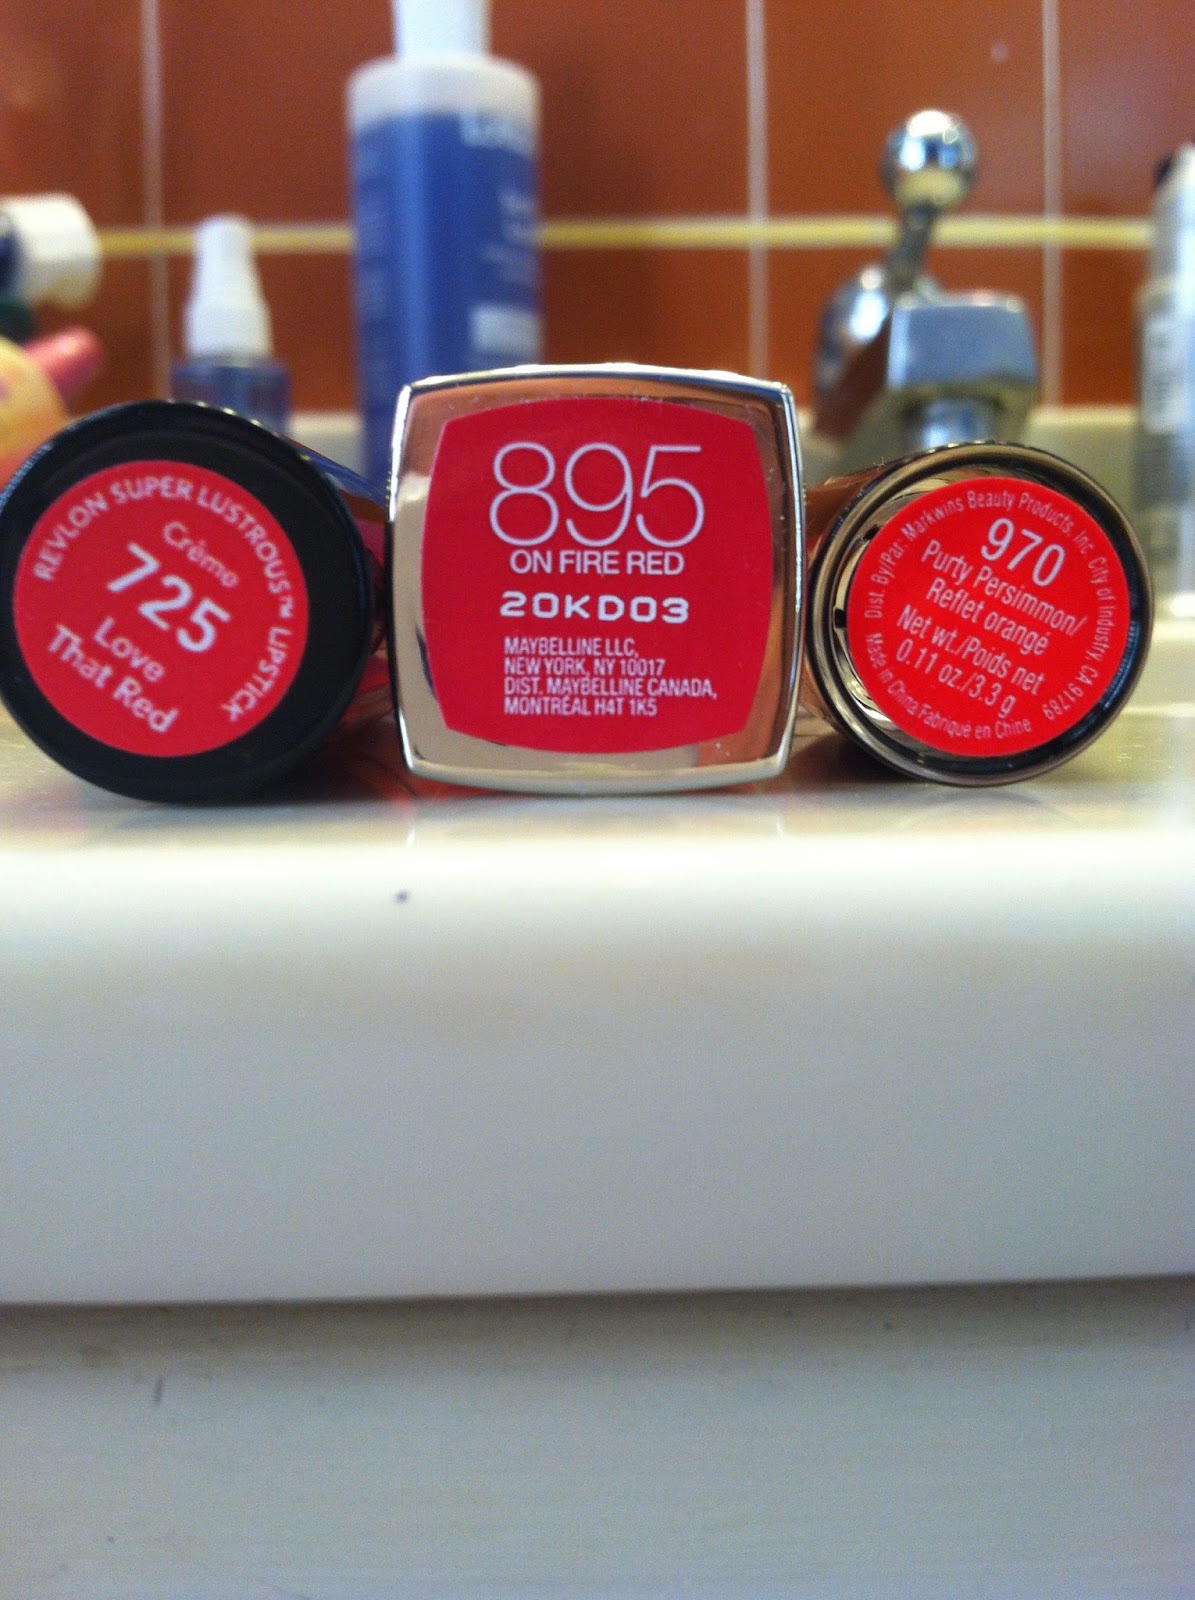 REVLON SUPER LUSTROUS™ LIPSTICK
Crème
725
Love
That Red
895
ON FIRE RED
20KD03
MAYBELLINE LLC,
NEW YORK, NY 10017
DIST. MAYBELLINE CANADA,
MONTRÉAL H4T 1K5
Dist. By/Par: Markwins Beauty Products, Inc. City of Industry, CA 91789
970
Purty Persimmon/
Reflet orangé
Net wt./Poids net
0.11 oz./3.3 g
Made in China Fabriqué en Chine